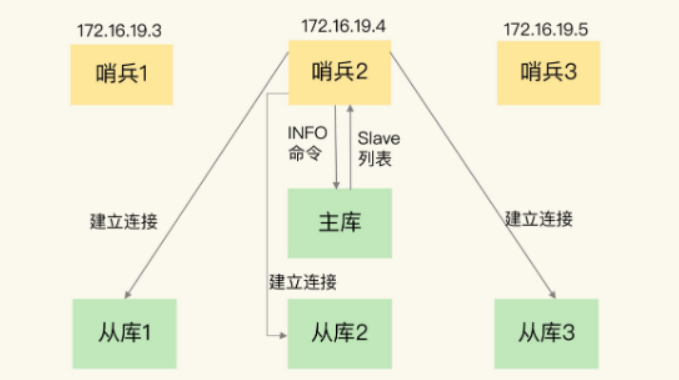 172.16.19.3
172.16.19.4
172.16.19.5
哨兵1
哨兵2
哨兵3
INFO
命令
Slave
列表
主库
建立连接
建立连接
建立连接
从库1
从库2
从库3